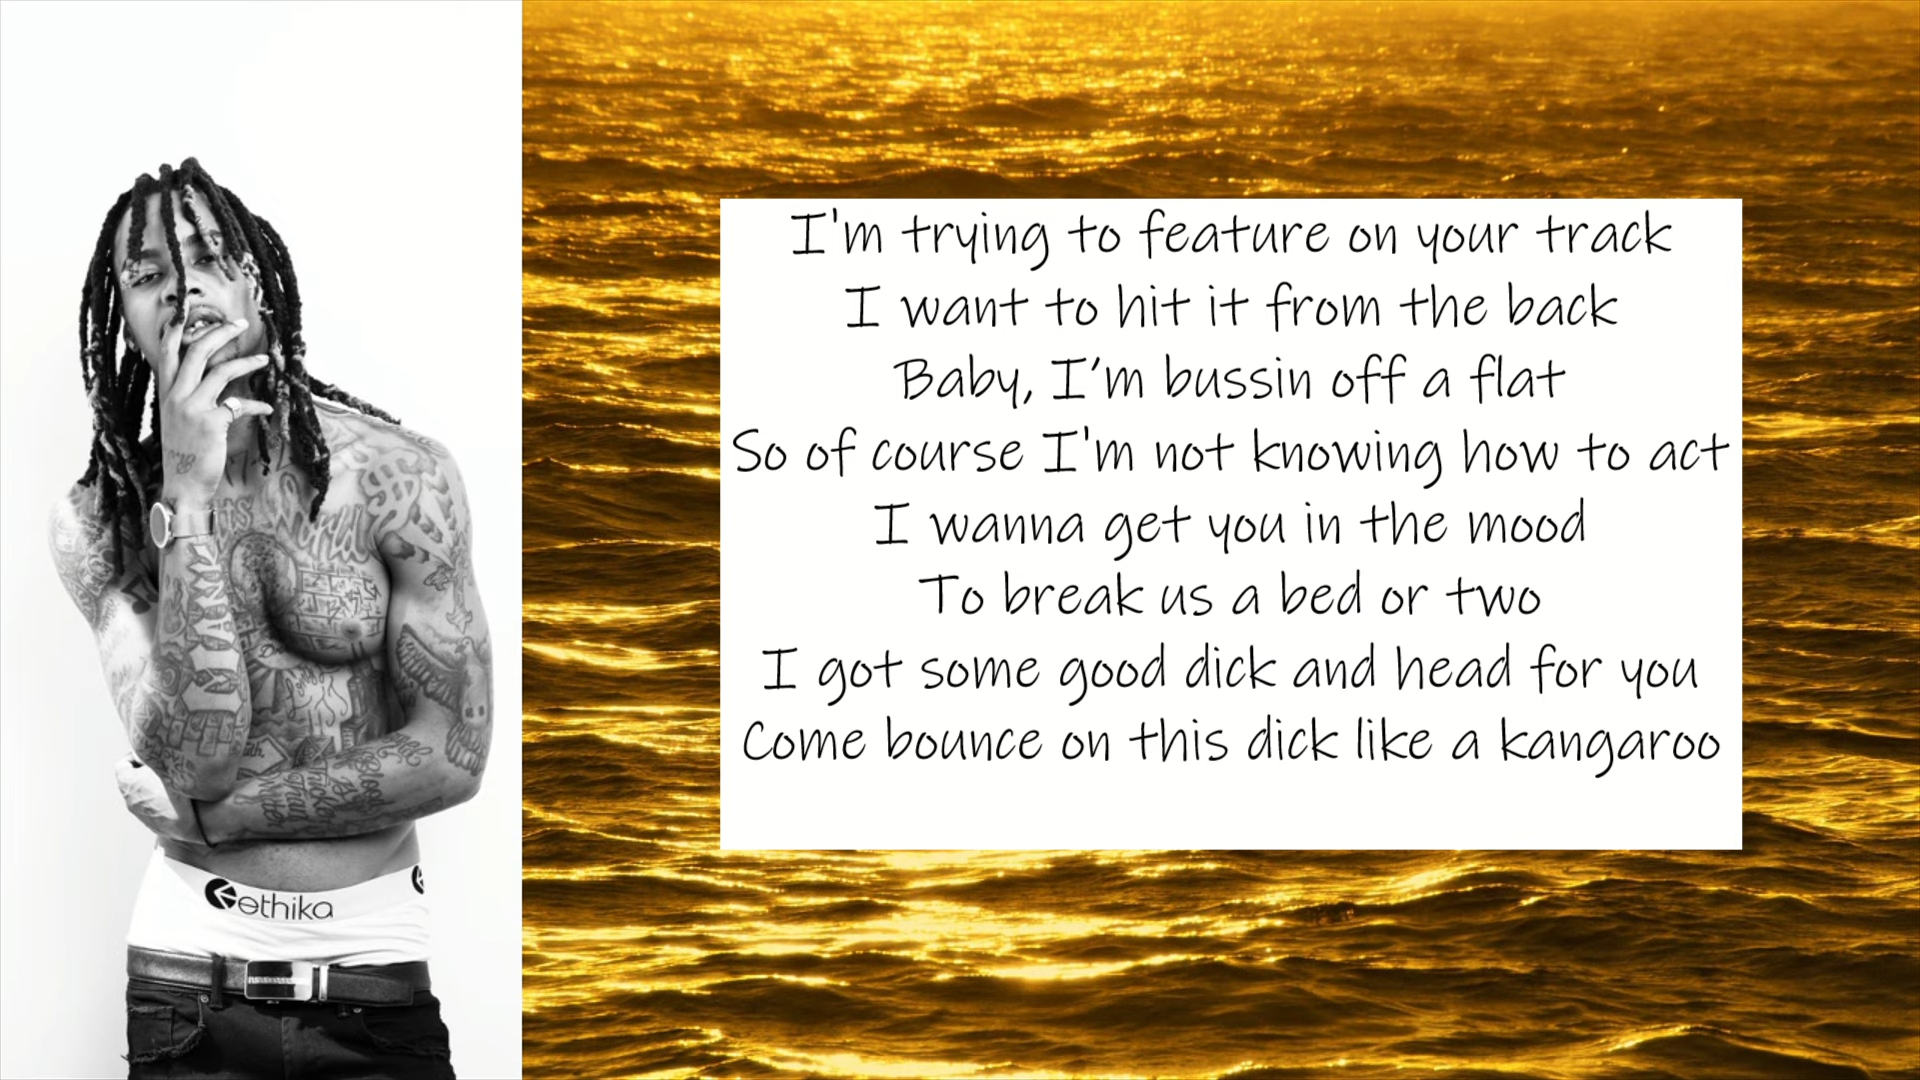 I'm trying to feature on your track
I want to hit it from the back
Baby, I'm bussin off a flat
So of course I'm not knowing how to act
I wanna get you in the mood
To break us a bed or two
I got some good dick and head for you
Come bounce on this dick like a kangaroo
World
ethika